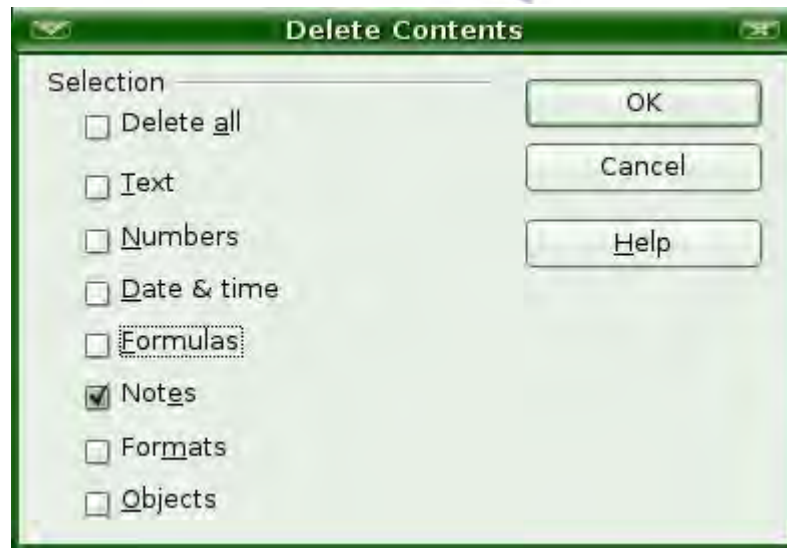 Delete Contents
Selection
Delete all
Text
Numbers
Date & time
Formulas
Notes
Formats
Objects
OK
Cancel
Help